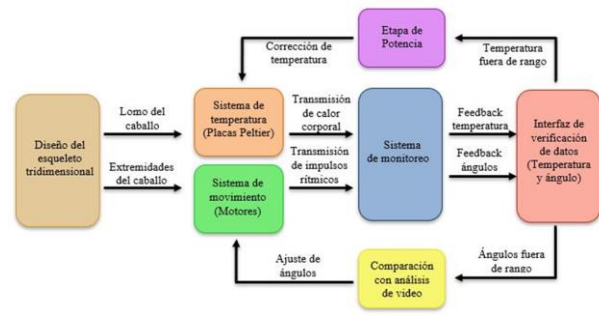 Etapa de
Potencia
Corrección de
temperatura
Temperatura
fuera de rango
Diseño del
esqueleto
tridimensional
Lomo del
caballo
Extremidades
del caballo
Sistema de
temperatura
(Placas Peltier)
Sistema de
movimiento
(Motores)
Transmisión
de calor
corporal
Transmisión
de impulsos
rítmicos
Sistema
de monitoreo
Feedback
temperatura
Feedback
ángulos
Interfaz de
verificación
de datos
(Temperatura
y ángulo)
Ajuste de
ángulos
Comparación
con análisis
de video
Ángulos fuera
de rango